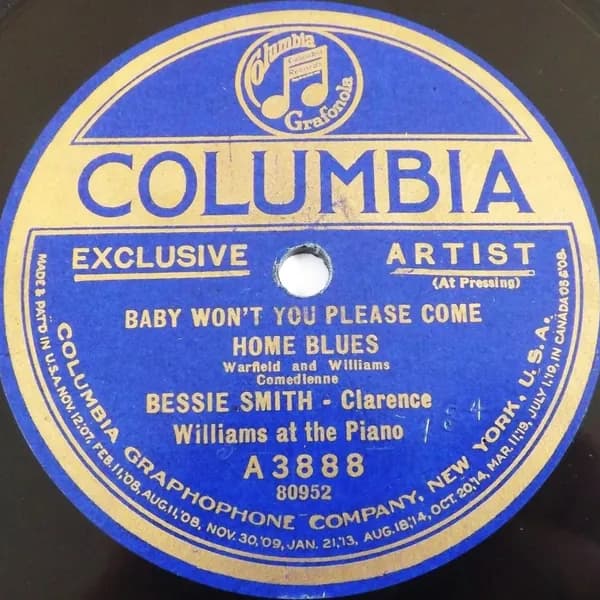 Columbia
Columbia
Records
Grafonola
COLUMBIA
EXCLUSIVE ARTIST
(At Pressing)
BABY WON'T YOU PLEASE COME
HOME BLUES
Warfield and Williams
Comedienne
BESSIE SMITH - Clarence
Williams at the Piano
184
A3888
80952
COLUMBIA GRAPHOPHONE COMPANY, NEW YORK, U.S.A.
MADE & PAT'D IN U.S.A. NOV. 12,'07, FEB. 11,'08, AUG. 11,'08, NOV. 30,'09, JAN. 21,'13, AUG. 18,'14, OCT. 20,'14, MAR. 11,'19, JULY 1,'19, IN CANADA '05 & '08.